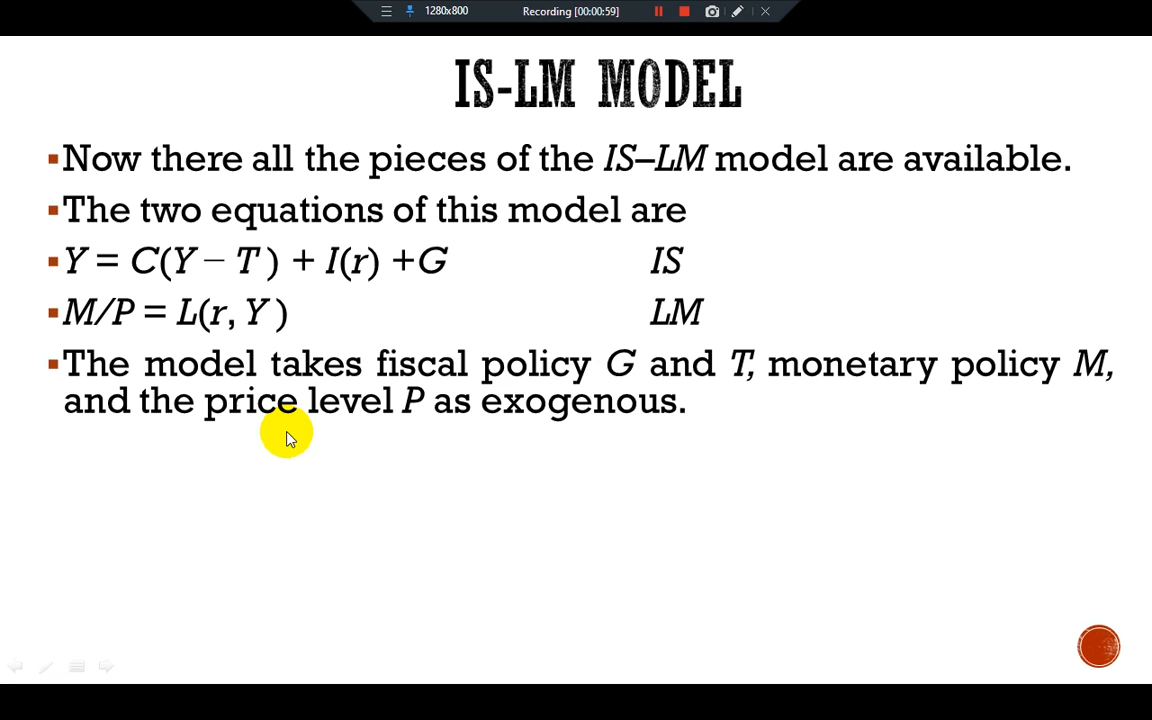 1280x800 Recording [00:00:59]
IS-LM MODEL
▪Now there all the pieces of the IS–LM model are available.
▪The two equations of this model are
▪Y = C(Y − T ) + I(r) +G IS
▪M/P = L(r, Y ) LM
▪The model takes fiscal policy G and T, monetary policy M,
and the price level P as exogenous.